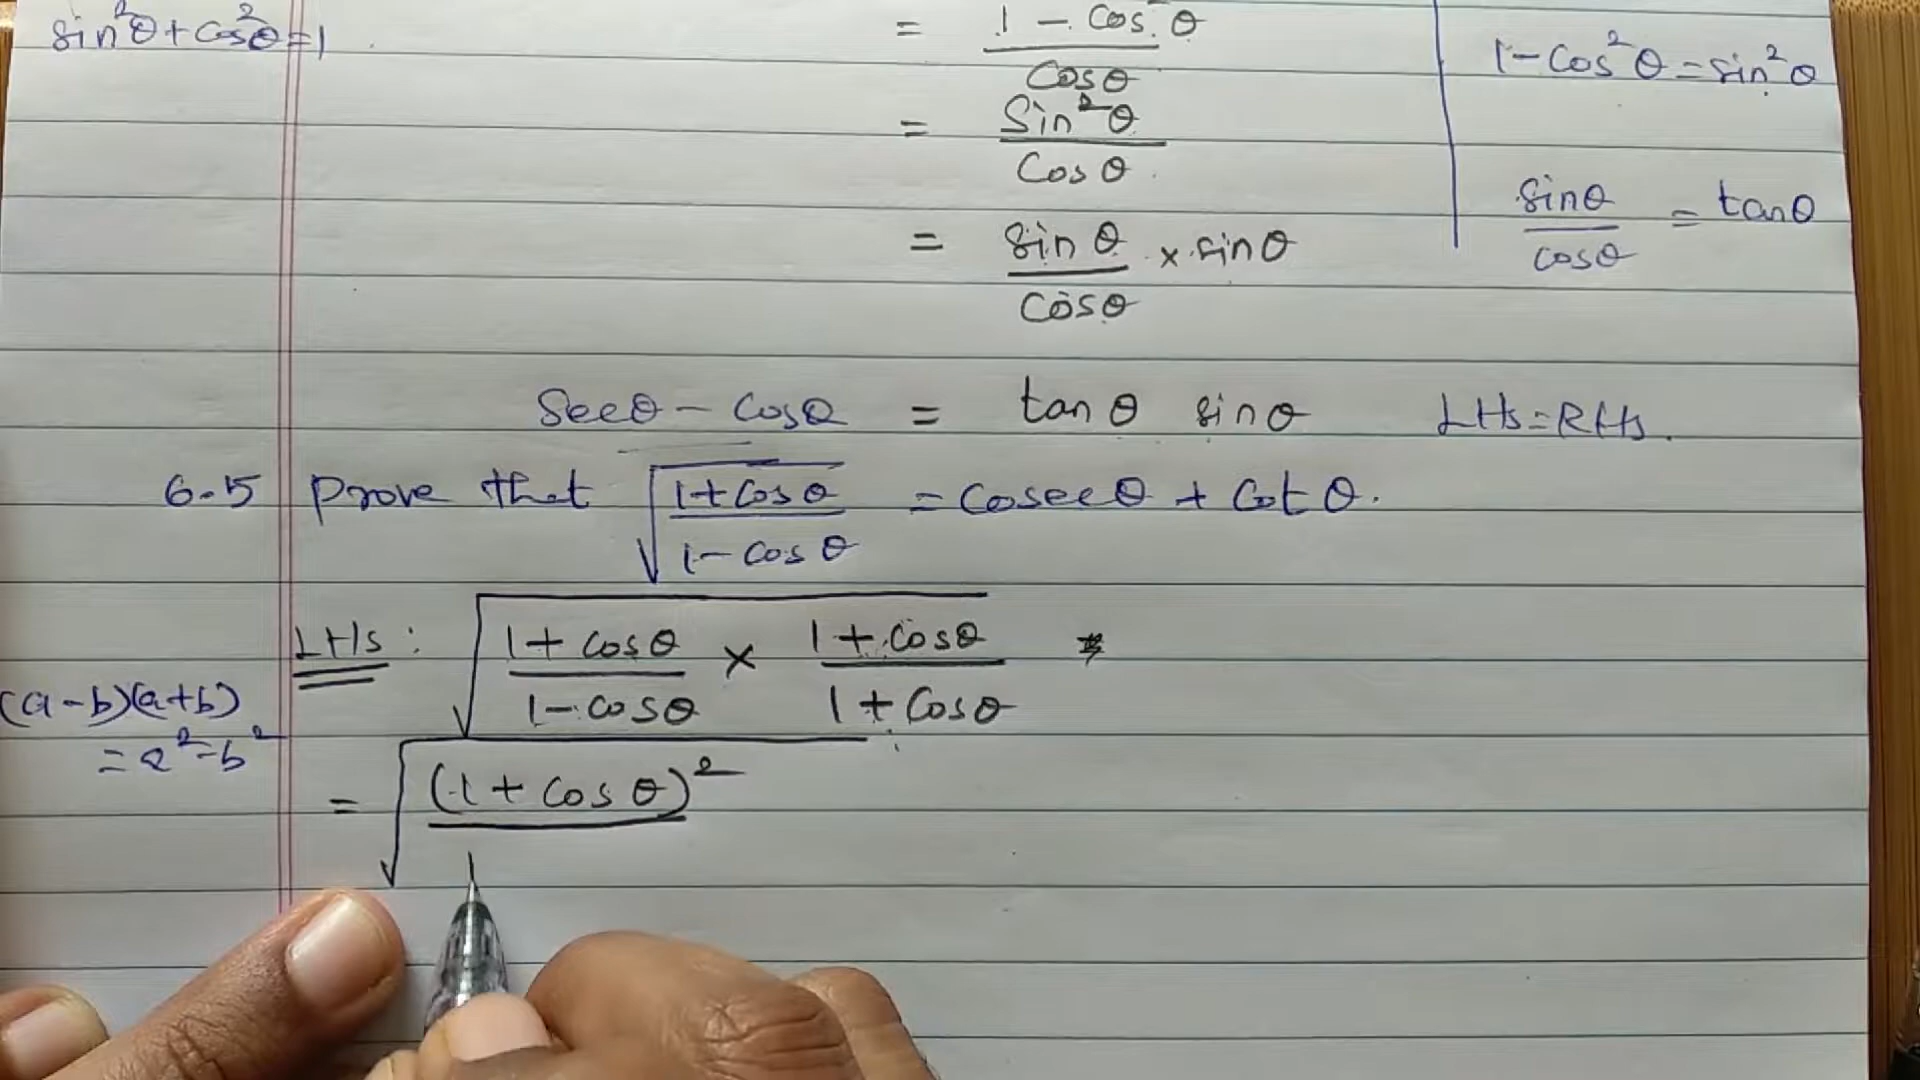 sin²θ + cos²θ = 1
= 1 - cos²θ / cosθ
1 - cos²θ = sin²θ
= sin²θ / cosθ
sinθ / cosθ = tanθ
= sinθ / cosθ × sinθ
secθ - cosθ = tanθ sinθ LHS = RHS.
6.5 Prove that √(1+cosθ / 1-cosθ) = cosecθ + cotθ.
LHS : √(1+cosθ / 1-cosθ × 1+cosθ / 1+cosθ)
(a-b)(a+b)
= a² - b²
= √(1+cosθ)² / 1